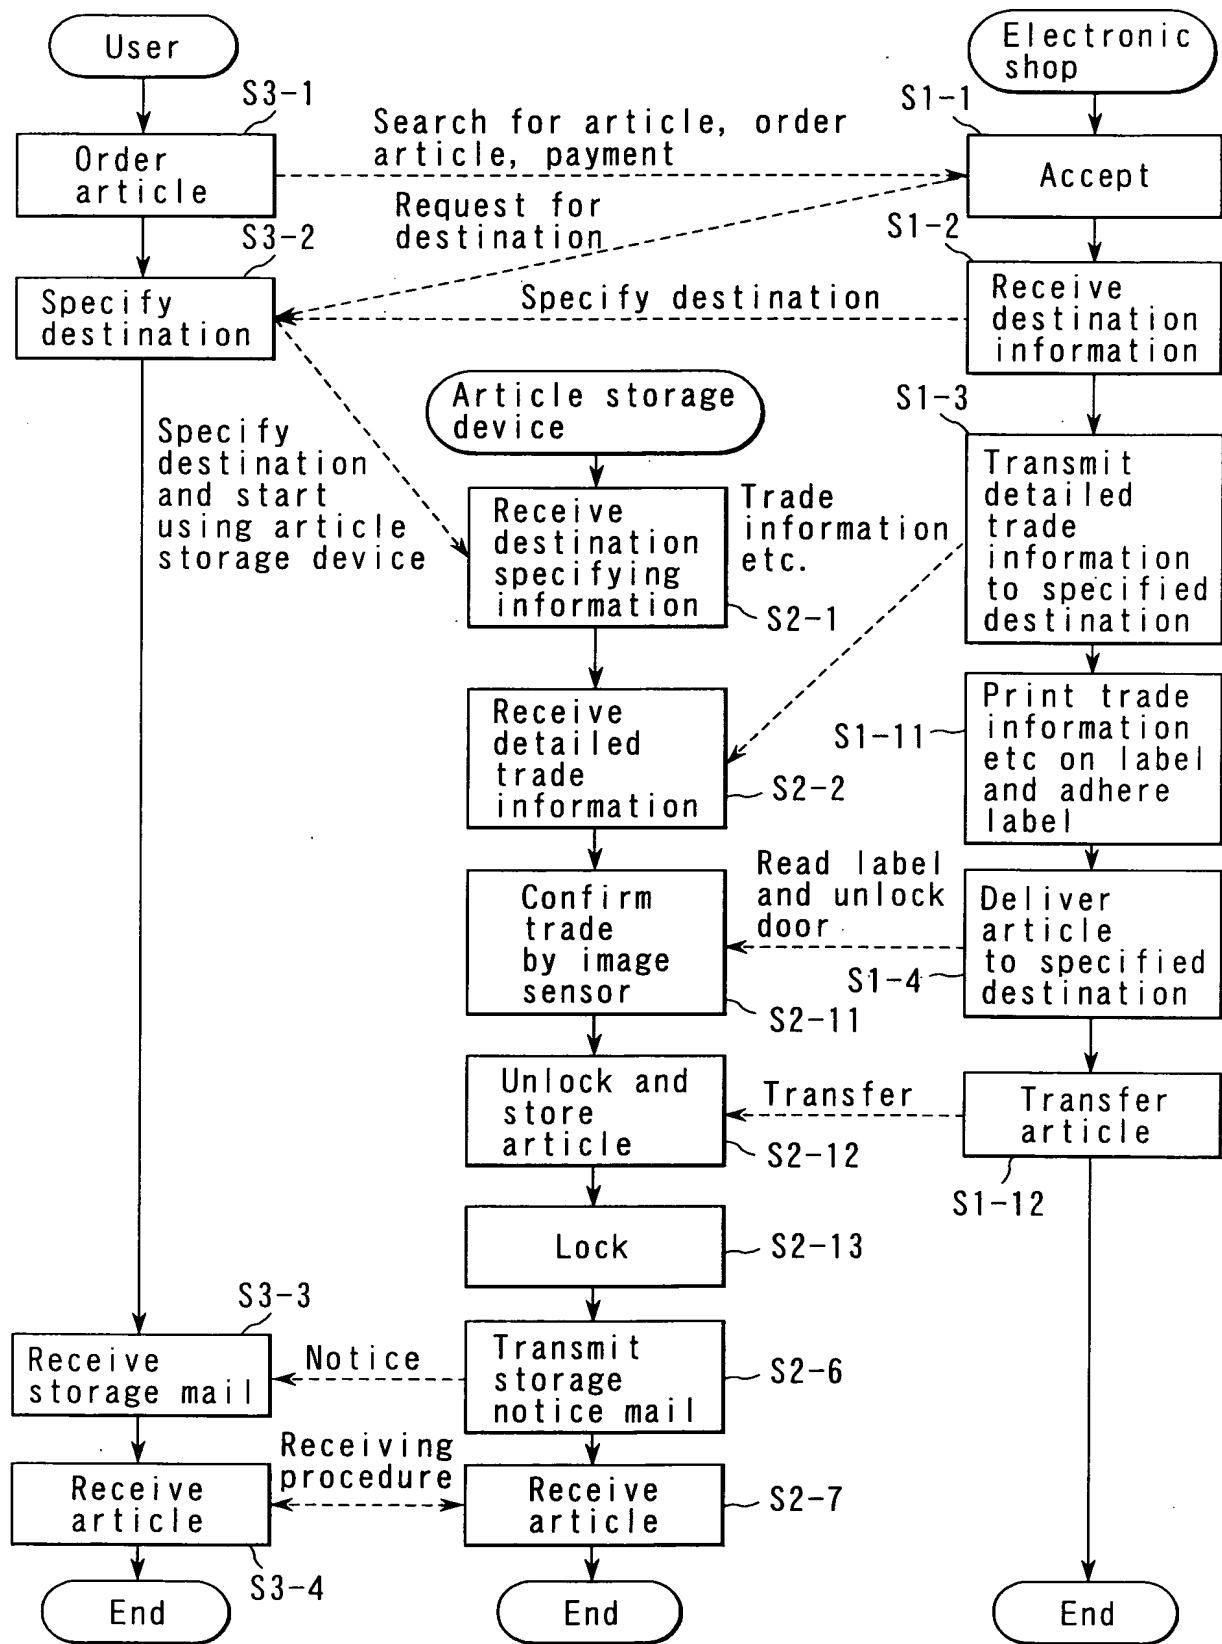 User
Electronic
shop
S3-1
S1-1
Search for article, order
article, payment
Order
article
Accept
Request for
destination
S3-2
S1-2
Specify
destination
Specify destination
Receive
destination
information
Article storage
device
S1-3
Specify
destination
and start
using article
storage device
Receive
destination
specifying
information
Trade
information
etc.
S2-1
Transmit
detailed
trade
information
to specified
destination
Receive
detailed
trade
information
S2-2
S1-11
Print trade
information
etc on label
and adhere
label
Read label
and unlock
door
Confirm
trade
by image
sensor
S2-11
S1-4
Deliver
article
to specified
destination
Unlock and
store
article
Transfer
S2-12
Transfer
article
S1-12
Lock
S2-13
S3-3
Receive
storage mail
Notice
Transmit
storage
notice mail
S2-6
Receiving
procedure
Receive
article
Receive
article
S2-7
S3-4
End
End
End